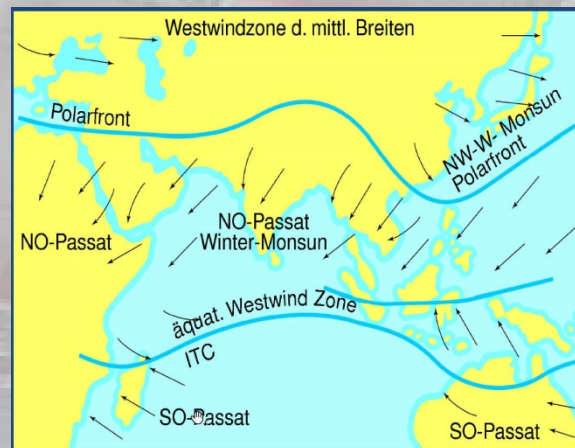 Westwindzone d. mittl. Breiten
Polarfront
NW-W- Monsun
Polarfront
NO-Passat
NO-Passat
Winter-Monsun
äquat. Westwind Zone
ITC
SO-Passat
SO-Passat